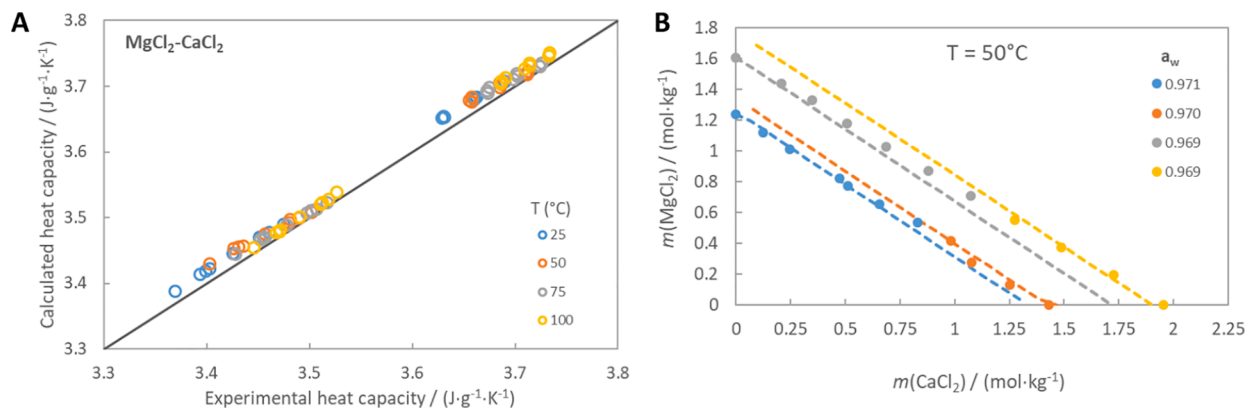 A
MgCl₂-CaCl₂
Calculated heat capacity / (J·g⁻¹·K⁻¹)
3.8
3.7
3.6
3.5
3.4
3.3
3.3 3.4 3.5 3.6 3.7 3.8
Experimental heat capacity / (J·g⁻¹·K⁻¹)
T (°C)
25
50
75
100
B
T = 50°C
m(MgCl₂) / (mol·kg⁻¹)
1.8
1.6
1.4
1.2
1
0.8
0.6
0.4
0.2
0
0 0.25 0.5 0.75 1 1.25 1.5 1.75 2 2.25
m(CaCl₂) / (mol·kg⁻¹)
a_w
0.971
0.970
0.969
0.969